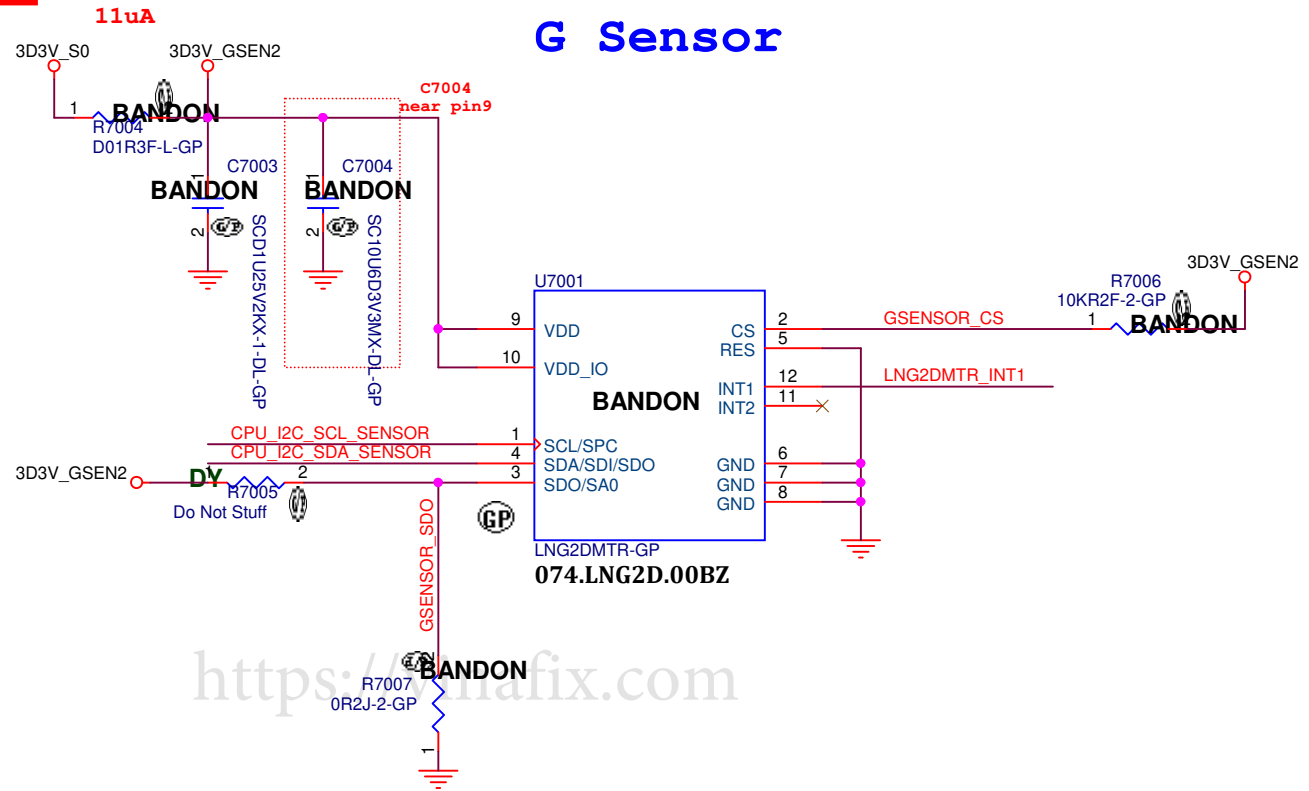 11uA
G Sensor
3D3V_S0
3D3V_GSEN2
C7004
near pin9
1
BANDON
R7004
D01R3F-L-GP
C7003
C7004
1
1
BANDON
BANDON
2
2
G/P
G/P
SCD1U25V2KX-1-DL-GP
SC10U6D3V3MX-DL-GP
3D3V_GSEN2
R7006
10KR2F-2-GP
1
BANDON
U7001
9
VDD
10
VDD_IO
2
CS
GSENSOR_CS
5
RES
12
INT1
LNG2DMTR_INT1
11
INT2
BANDON
CPU_I2C_SCL_SENSOR
1
SCL/SPC
CPU_I2C_SDA_SENSOR
4
SDA/SDI/SDO
3D3V_GSEN2
DY
1
2
3
SDO/SA0
R7005
Do Not Stuff
6
GND
7
GND
8
GND
GP
GSENSOR_SDO
LNG2DMTR-GP
074.LNG2D.00BZ
2
BANDON
R7007
0R2J-2-GP
1
https://vinafix.com